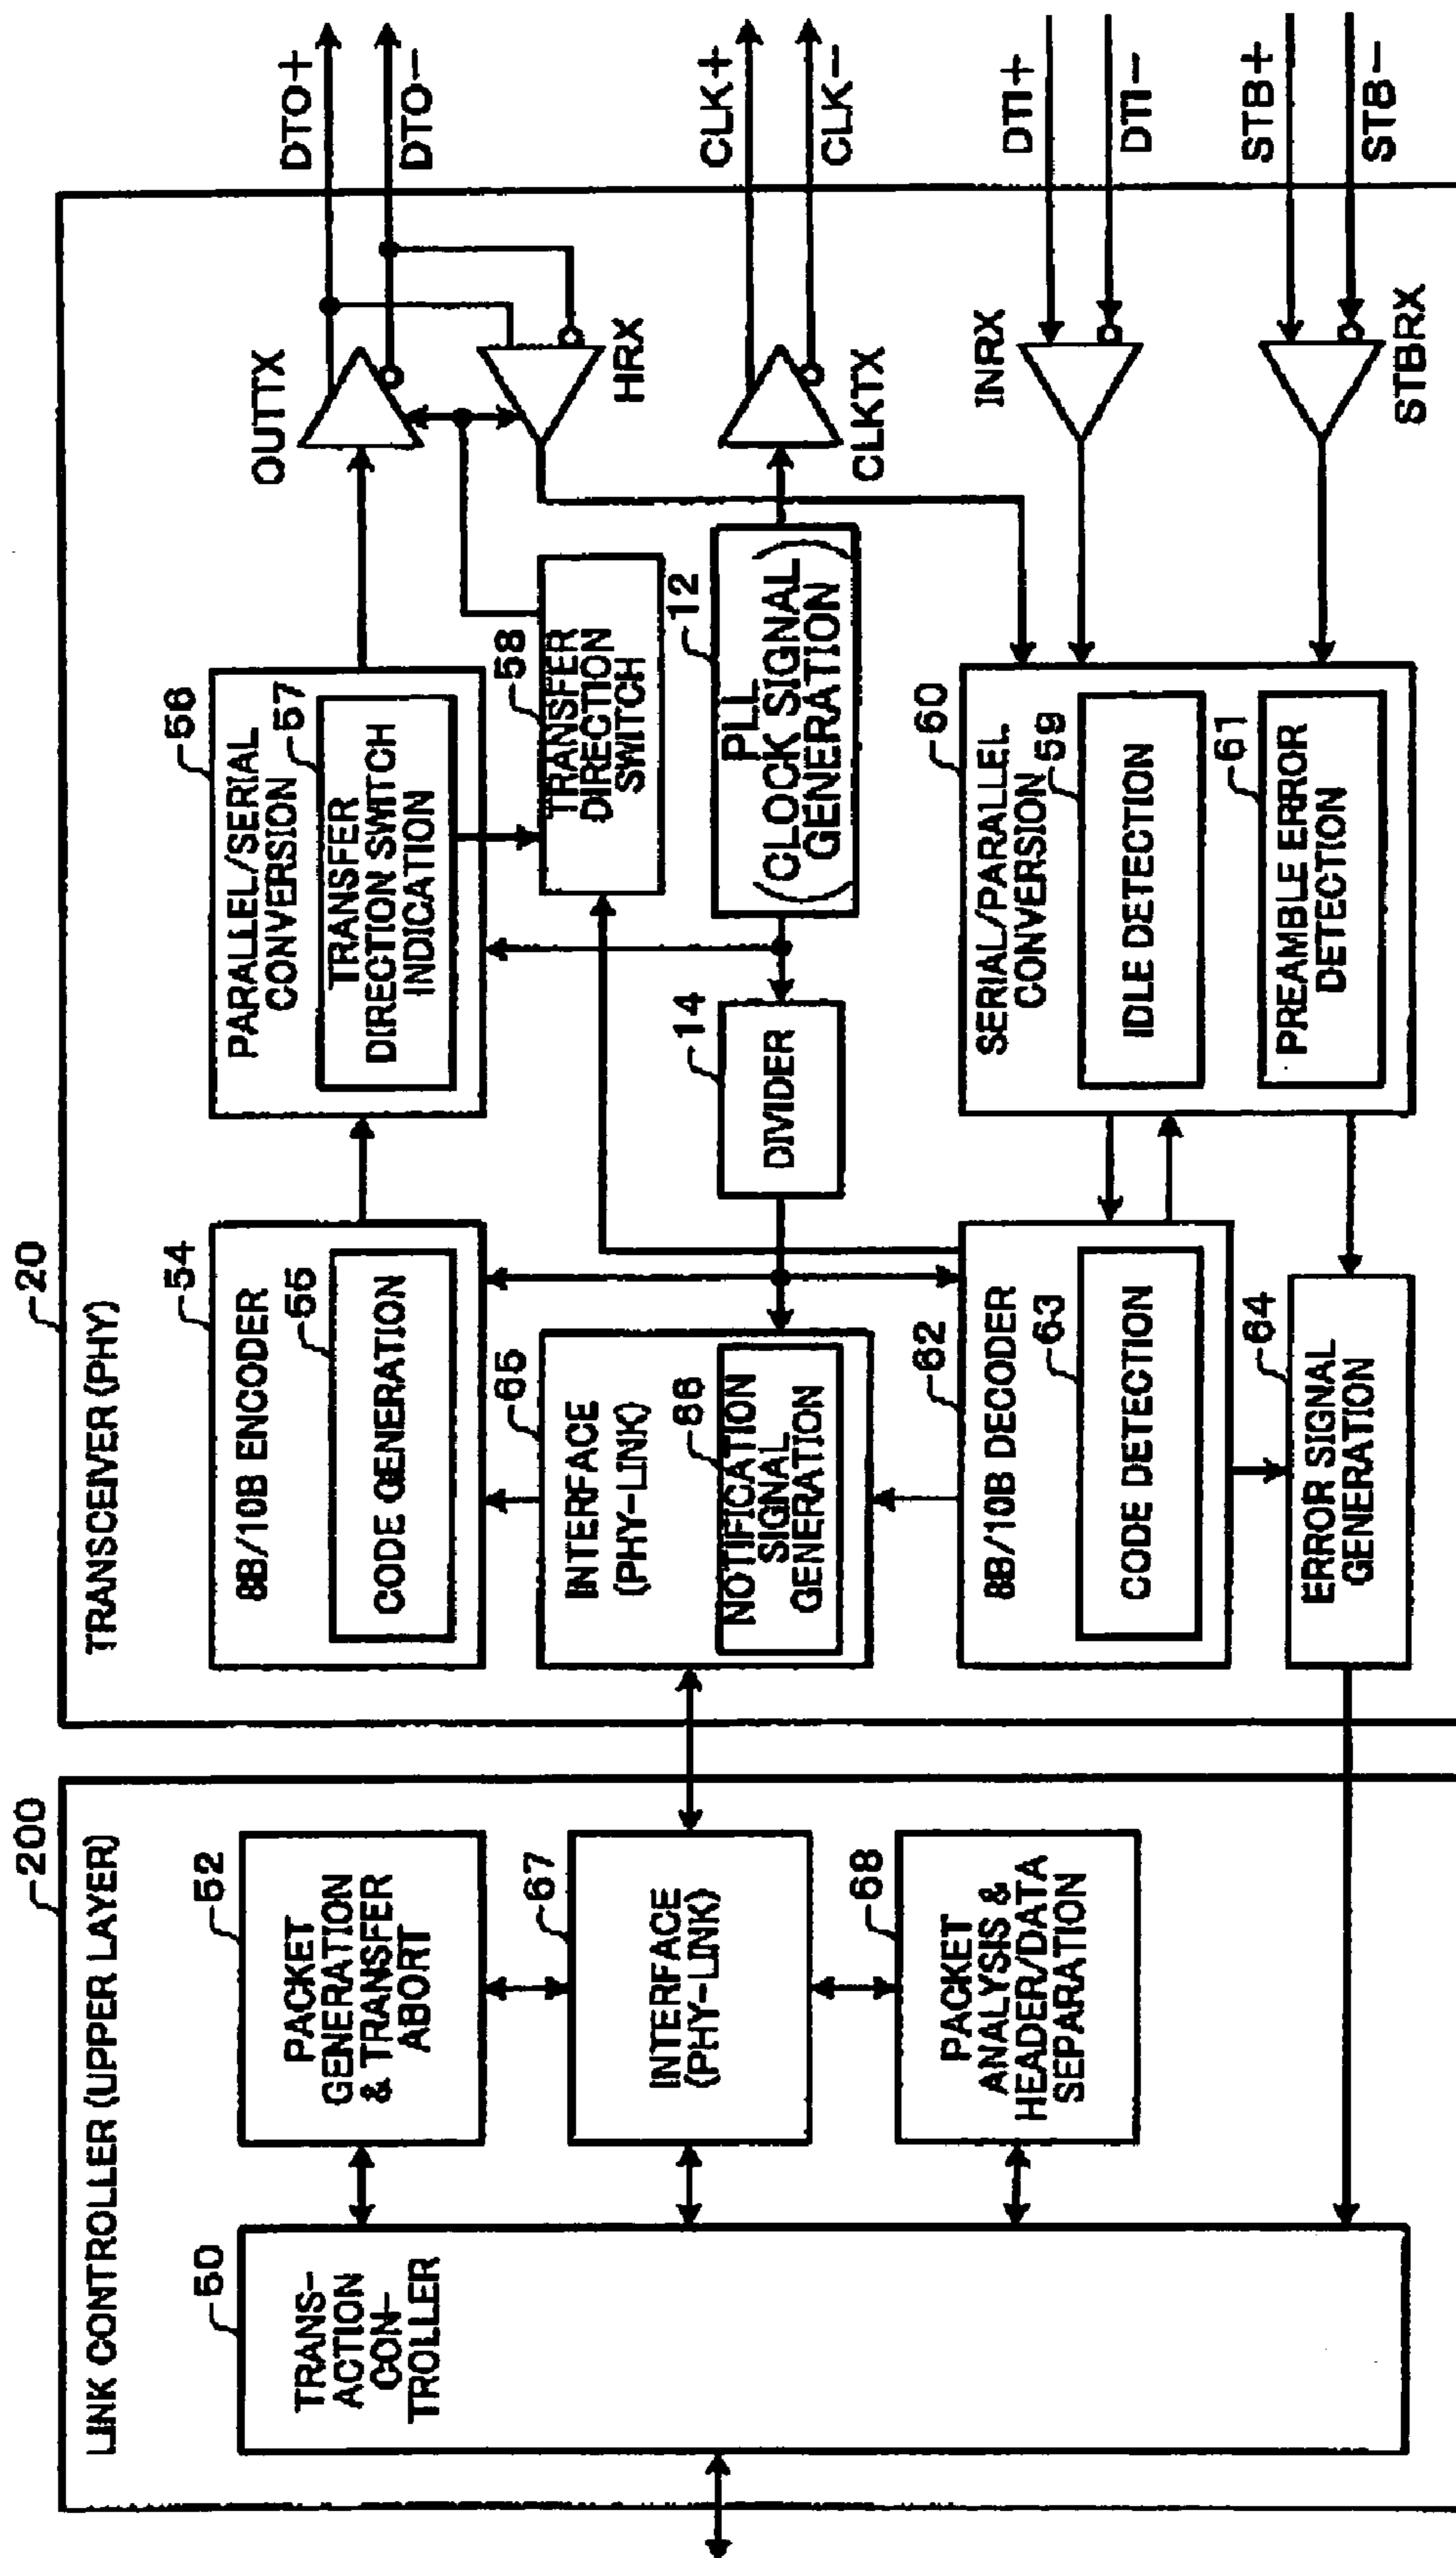 200
LINK CONTROLLER (UPPER LAYER)
50
TRANS-
ACTION
CON-
TROLLER
52
PACKET
GENERATION
& TRANSFER
ABORT
67
INTERFACE
(PHY-LINK)
68
PACKET
ANALYSIS &
HEADER/DATA
SEPARATION
20
TRANSCEIVER (PHY)
54
8B/10B ENCODER
55
CODE GENERATION
65
INTERFACE
(PHY-LINK)
66
NOTIFICATION
SIGNAL
GENERATION
62
8B/10B DECODER
63
CODE DETECTION
64
ERROR SIGNAL
GENERATION
56
PARALLEL/SERIAL
CONVERSION
57
TRANSFER
DIRECTION SWITCH
INDICATION
58
TRANSFER
DIRECTION
SWITCH
14
DIVIDER
12
PLL
(CLOCK SIGNAL
GENERATION)
60
SERIAL/PARALLEL
CONVERSION
59
IDLE DETECTION
61
PREAMBLE ERROR
DETECTION
OUTTX
HRX
CLKTX
INRX
STBRX
DTO+
DTO-
CLK+
CLK-
DTI+
DTI-
STB+
STB-